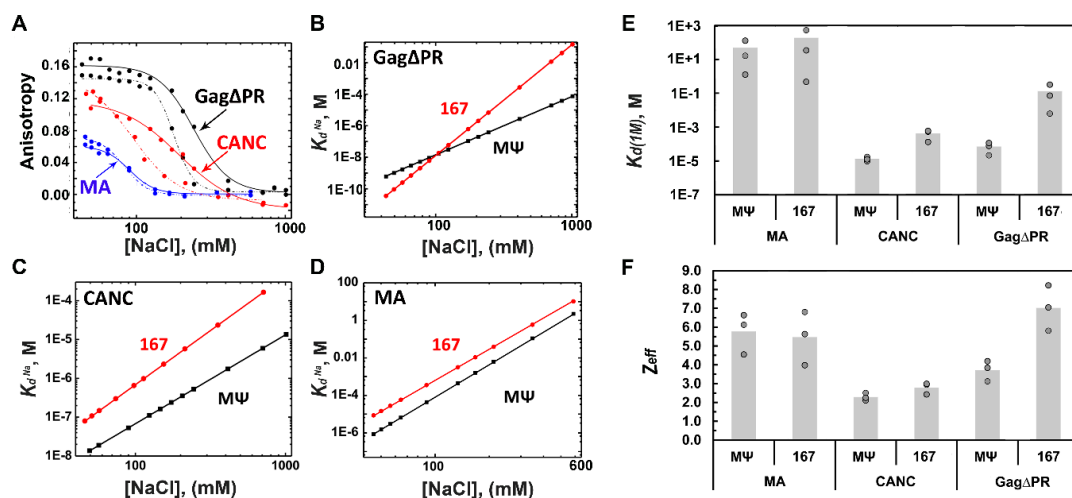 A
0.16
0.12
0.08
0.04
0.00
Anisotropy
GagΔPR
CANC
MA
100
1000
[NaCl], (mM)
B
GagΔPR
0.01
1E-4
1E-6
1E-8
1E-10
Kd Na, M
167
MΨ
100
1000
[NaCl], (mM)
C
CANC
1E-4
1E-5
1E-6
1E-7
1E-8
Kd Na, M
167
MΨ
100
1000
[NaCl], (mM)
D
MA
100
1
0.01
1E-4
1E-6
Kd Na, M
167
MΨ
100
600
[NaCl], (mM)
E
1E+3
1E+1
1E-1
1E-3
1E-5
1E-7
Kd(1M), M
MΨ 167 MΨ 167 MΨ 167
MA CANC GagΔPR
F
9.0
8.0
7.0
6.0
5.0
4.0
3.0
2.0
1.0
0.0
Zeff
MΨ 167 MΨ 167 MΨ 167
MA CANC GagΔPR